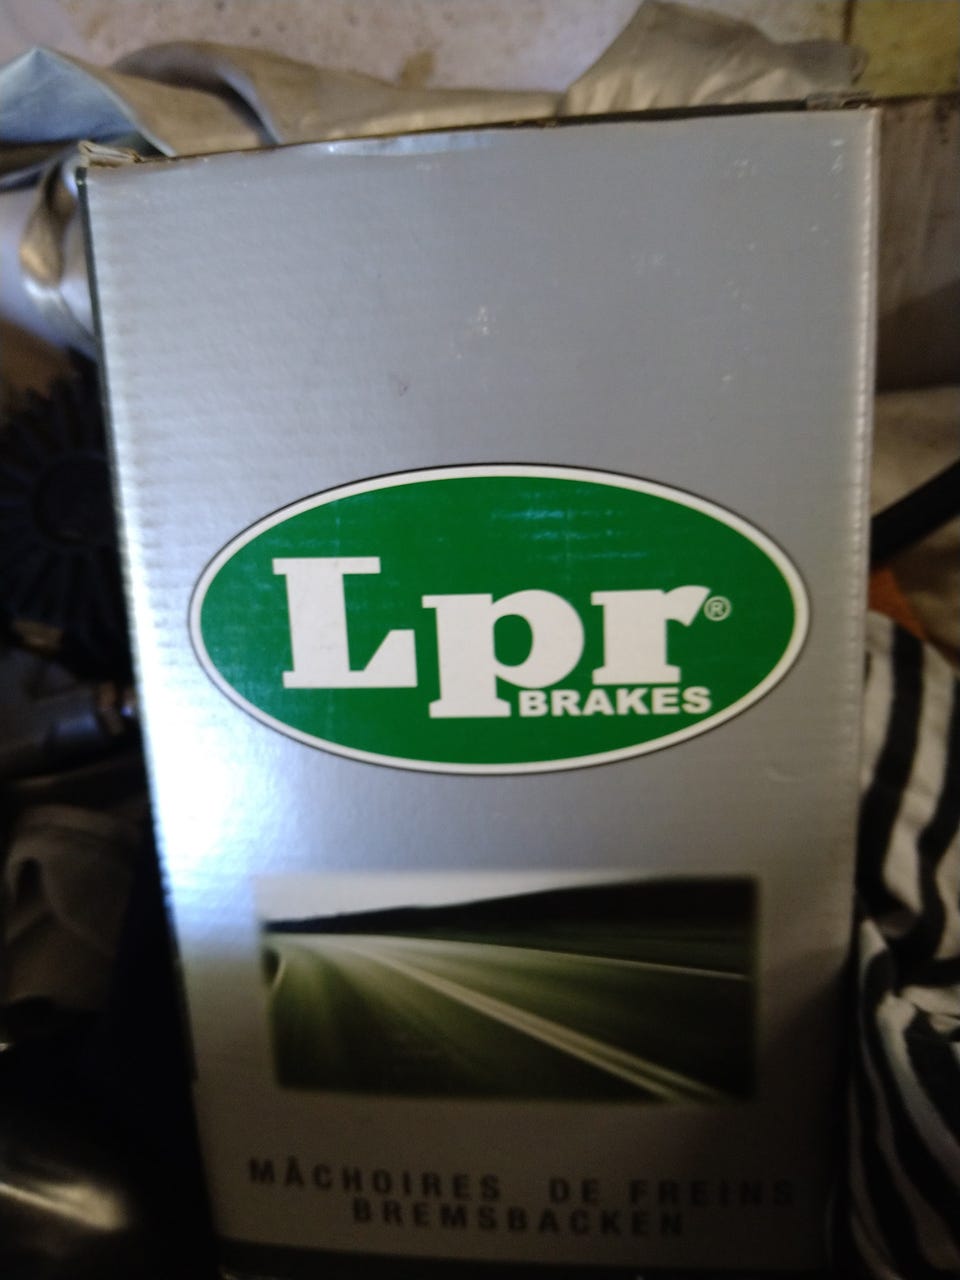 Lpr®
BRAKES
MÂCHOIRES DE FREINS
BREMSBACKEN